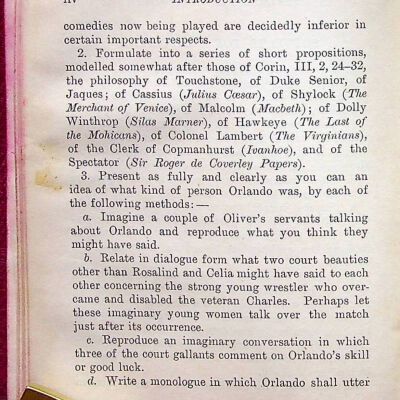 INTRODUCTION
comedies now being played are decidedly inferior in
certain important respects.
2. Formulate into a series of short propositions,
modelled somewhat after those of Corin, III, 2, 24–32,
the philosophy of Touchstone, of Duke Senior, of
Jaques; of Cassius (Julius Cæsar), of Shylock (The
Merchant of Venice), of Malcolm (Macbeth); of Dolly
Winthrop (Silas Marner), of Hawkeye (The Last of
the Mohicans), of Colonel Lambert (The Virginians),
of the Clerk of Copmanhurst (Ivanhoe), and of the
Spectator (Sir Roger de Coverley Papers).
3. Present as fully and clearly as you can an
idea of what kind of person Orlando was, by each of
the following methods:—
a. Imagine a couple of Oliver's servants talking
about Orlando and reproduce what you think they
might have said.
b. Relate in dialogue form what two court beauties
other than Rosalind and Celia might have said to each
other concerning the strong young wrestler who over-
came and disabled the veteran Charles. Perhaps let
these imaginary young women talk over the match
just after its occurrence.
c. Reproduce an imaginary conversation in which
three of the court gallants comment on Orlando's skill
or good luck.
d. Write a monologue in which Orlando shall utter